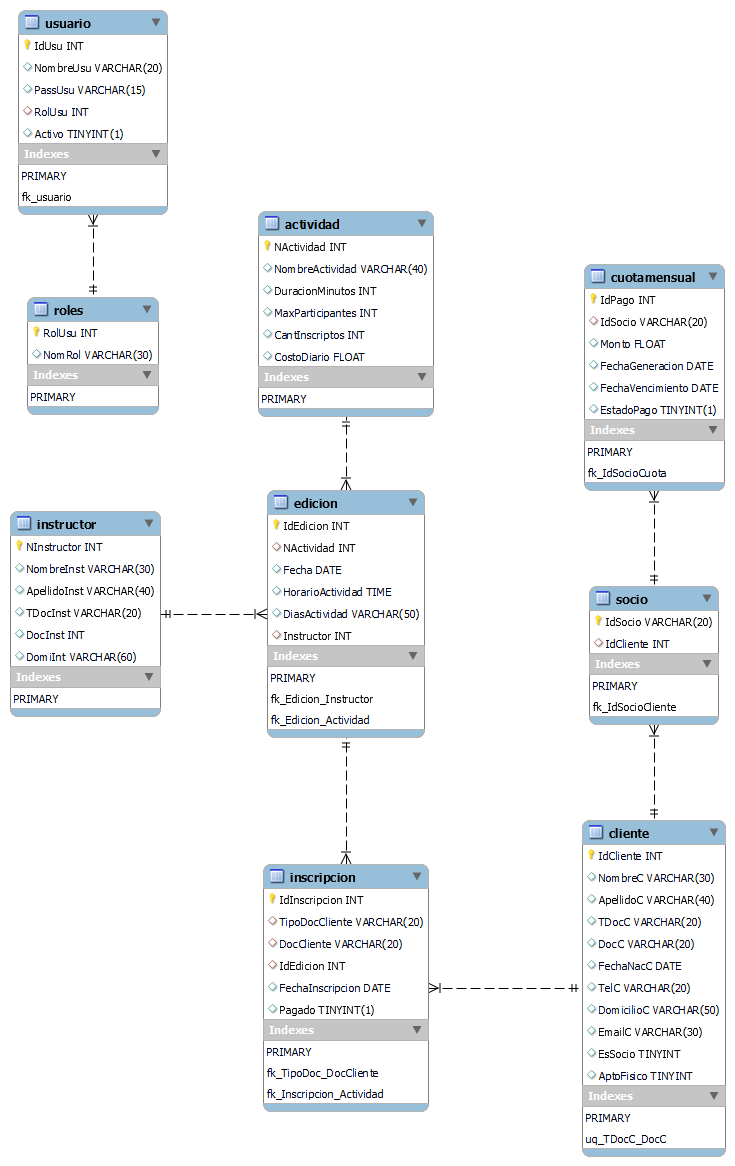 usuario
IdUsu INT
NombreUsu VARCHAR(20)
PassUsu VARCHAR(15)
RolUsu INT
Activo TINYINT(1)
Indexes
PRIMARY
fk_usuario
roles
RolUsu INT
NomRol VARCHAR(30)
Indexes
PRIMARY
actividad
NActividad INT
NombreActividad VARCHAR(40)
DuracionMinutos INT
MaxParticipantes INT
CantInscriptos INT
CostoDiario FLOAT
Indexes
PRIMARY
cuotamensual
IdPago INT
IdSocio VARCHAR(20)
Monto FLOAT
FechaGeneracion DATE
FechaVencimiento DATE
EstadoPago TINYINT(1)
Indexes
PRIMARY
fk_IdSocioCuota
instructor
NInstructor INT
NombreInst VARCHAR(30)
ApellidoInst VARCHAR(40)
TDocInst VARCHAR(20)
DocInst INT
DomiInt VARCHAR(60)
Indexes
PRIMARY
edicion
IdEdicion INT
NActividad INT
Fecha DATE
HorarioActividad TIME
DiasActividad VARCHAR(50)
Instructor INT
Indexes
PRIMARY
fk_Edicion_Instructor
fk_Edicion_Actividad
socio
IdSocio VARCHAR(20)
IdCliente INT
Indexes
PRIMARY
fk_IdSocioCliente
inscripcion
IdInscripcion INT
TipoDocCliente VARCHAR(20)
DocCliente VARCHAR(20)
IdEdicion INT
FechaInscripcion DATE
Pagado TINYINT(1)
Indexes
PRIMARY
fk_TipoDoc_DocCliente
fk_Inscripcion_Actividad
cliente
IdCliente INT
NombreC VARCHAR(30)
ApellidoC VARCHAR(40)
TDocC VARCHAR(20)
DocC VARCHAR(20)
FechaNacC DATE
TelC VARCHAR(20)
DomicilioC VARCHAR(50)
EmailC VARCHAR(30)
EsSocio TINYINT
AptoFisico TINYINT
Indexes
PRIMARY
uq_TDocC_DocC